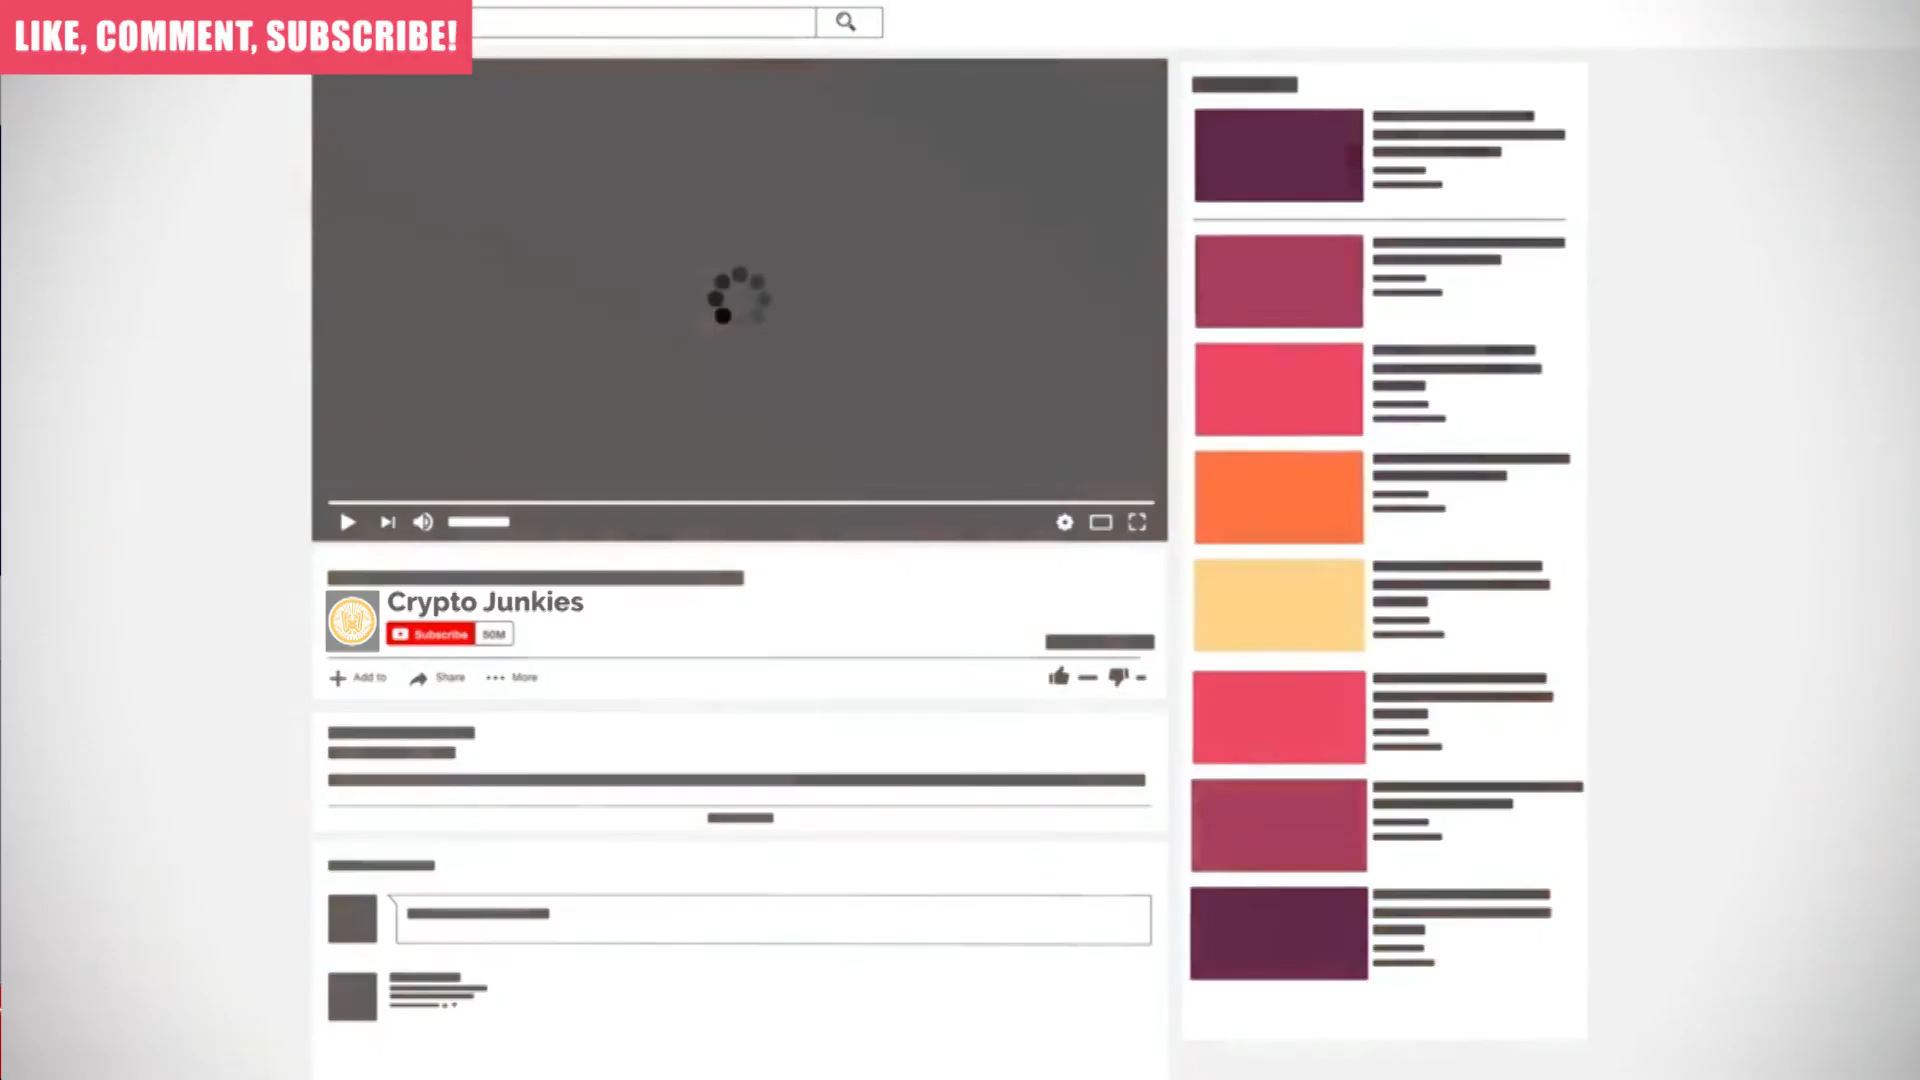 LIKE, COMMENT, SUBSCRIBE!
Crypto Junkies
Subscribe 50M
Add to Share More